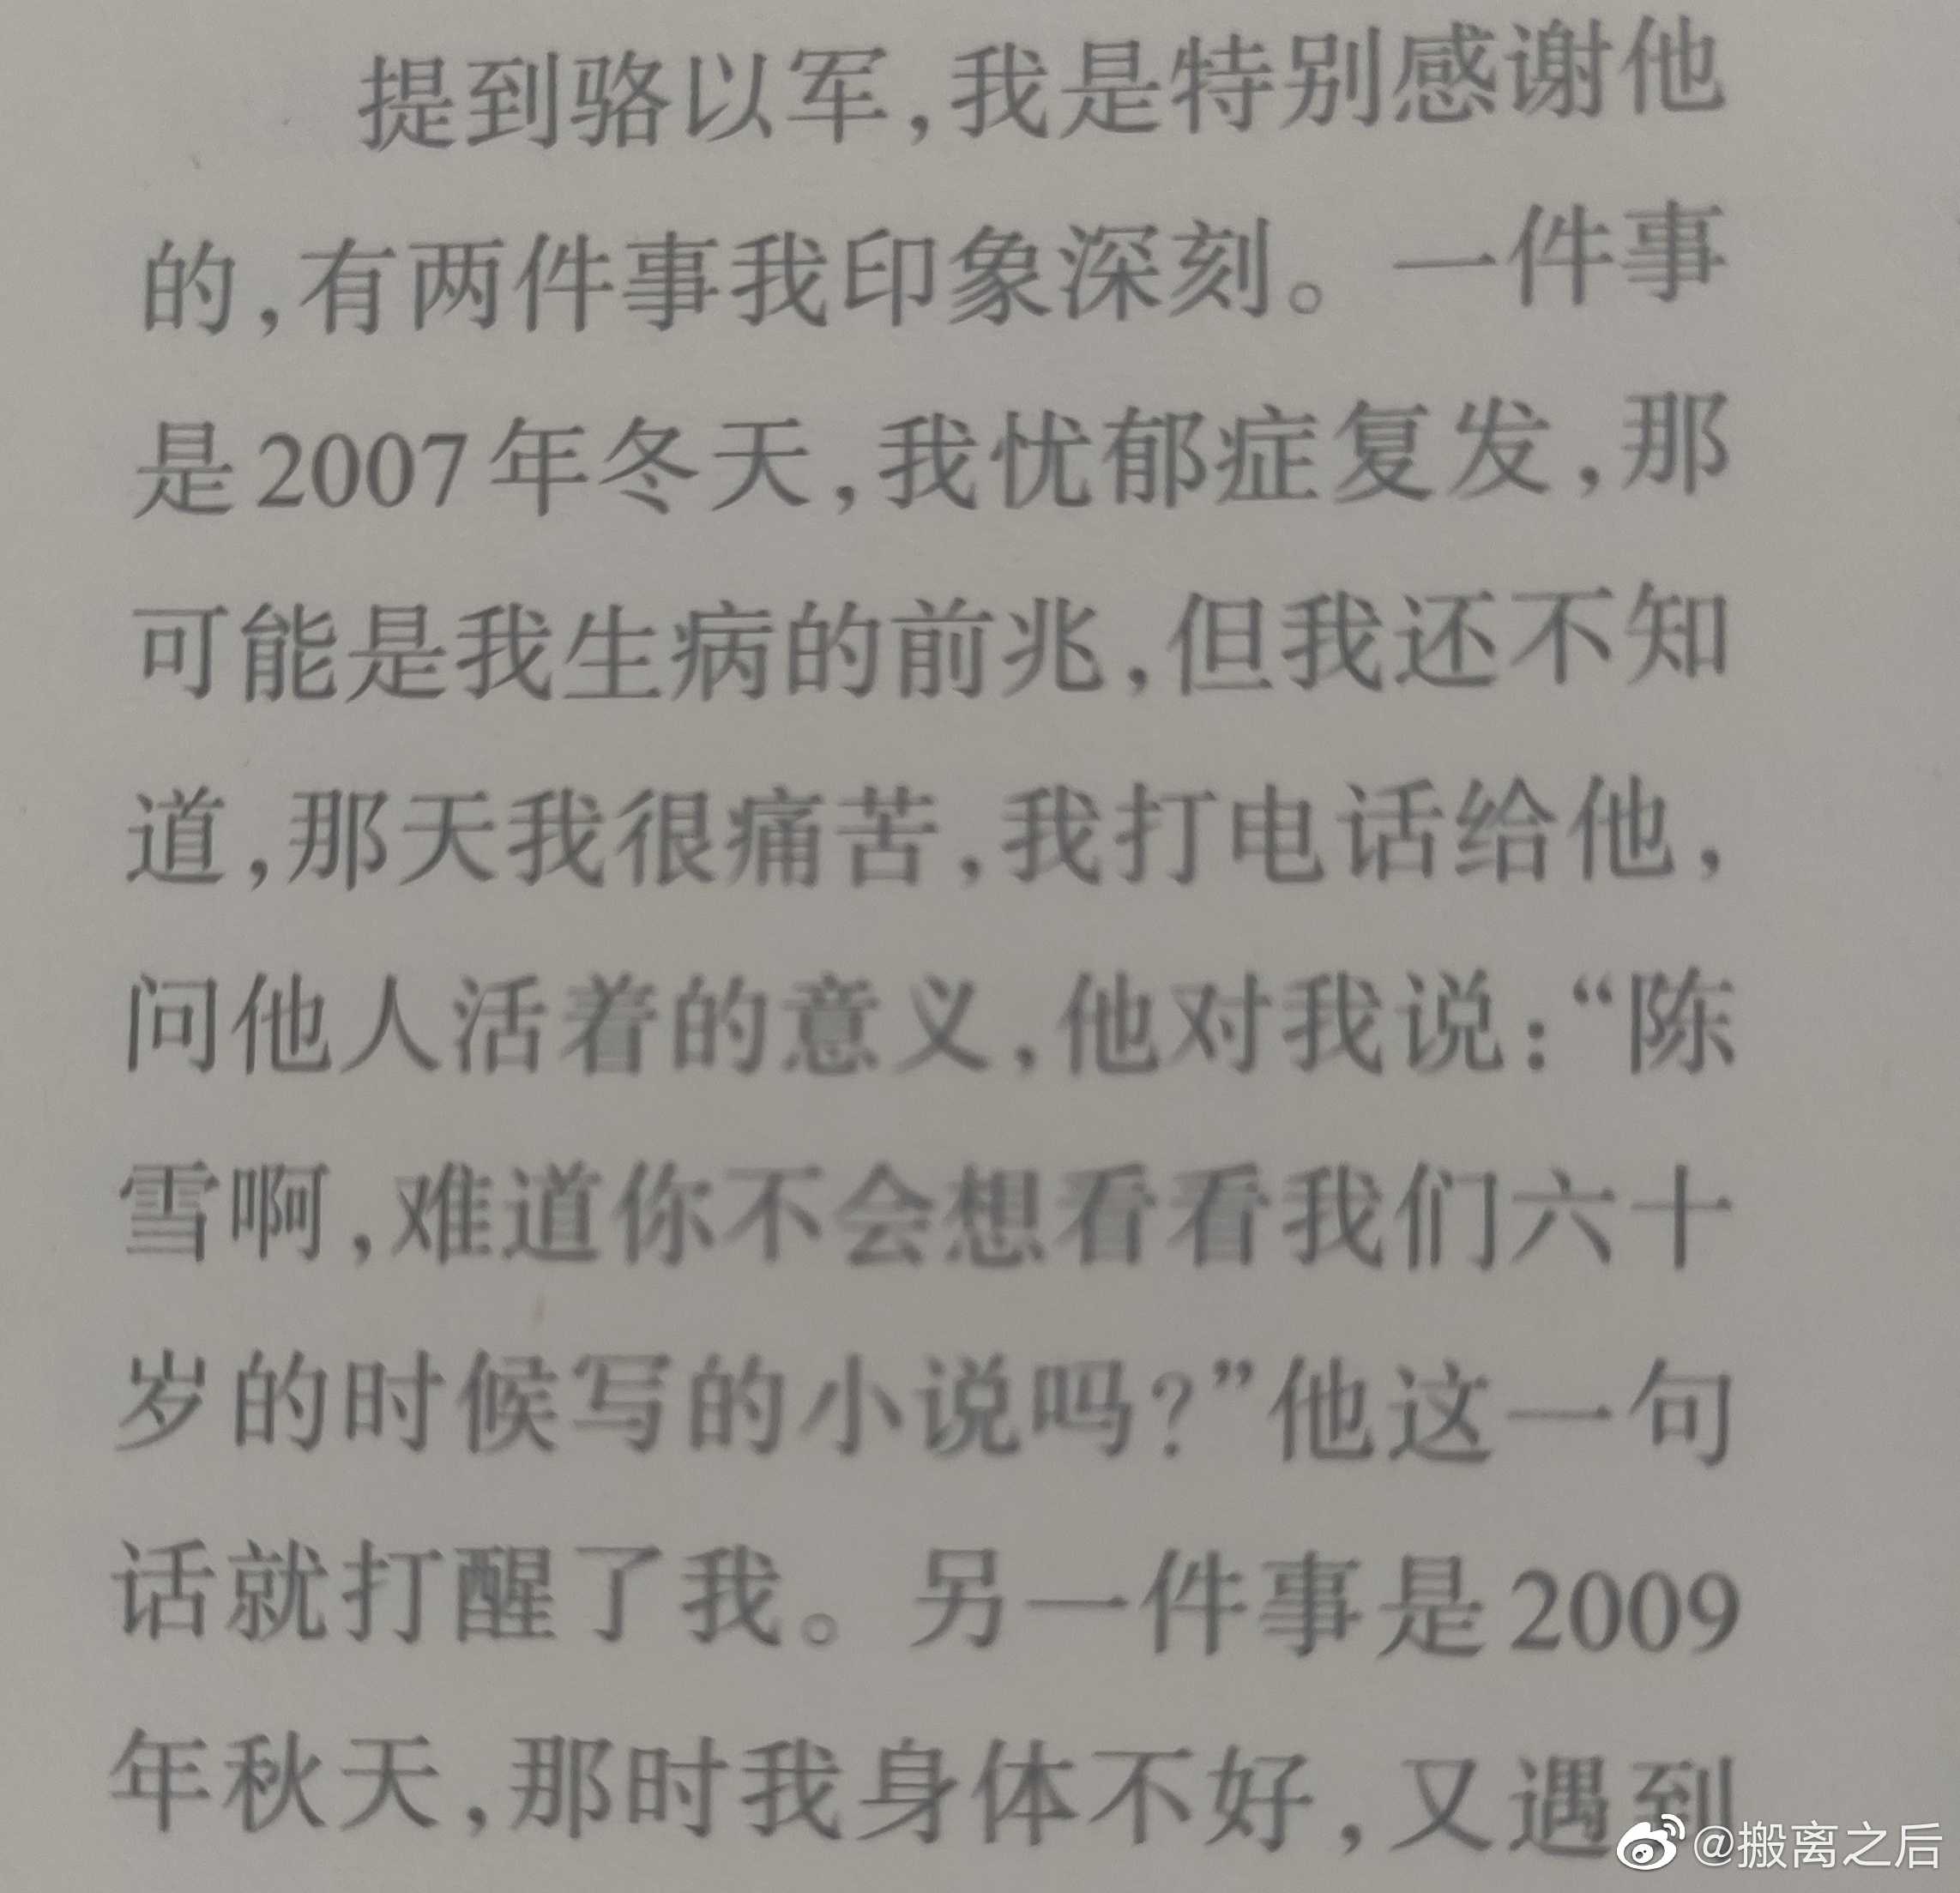 提到骆以军，我是特别感谢他
的，有两件事我印象深刻。一件事
是2007年冬天，我忧郁症复发，那
可能是我生病的前兆，但我还不知
道，那天我很痛苦，我打电话给他，
问他人活着的意义，他对我说：“陈
雪啊，难道你不会想看看我们六十
岁的时候写的小说吗？”他这一句
话就打醒了我。另一件事是2009
年秋天，那时我身体不好，又遇到
@搬离之后